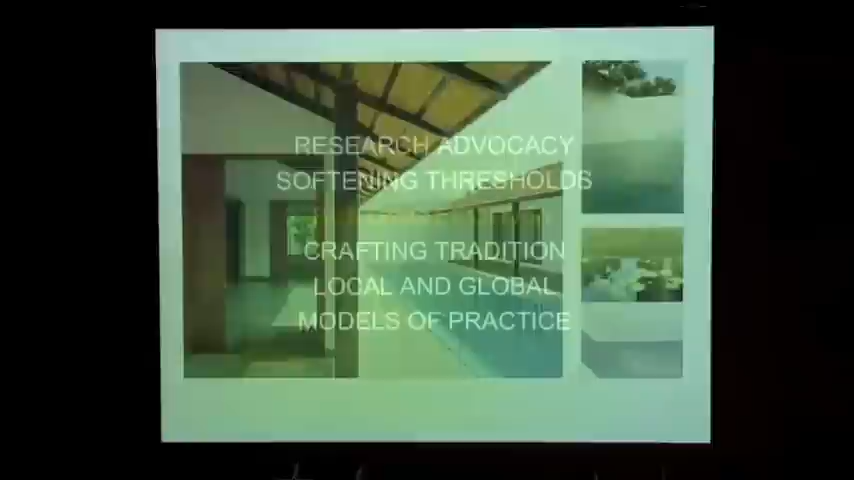 RESEARCH ADVOCACY
SOFTENING THRESHOLDS
CRAFTING TRADITION
LOCAL AND GLOBAL
MODELS OF PRACTICE